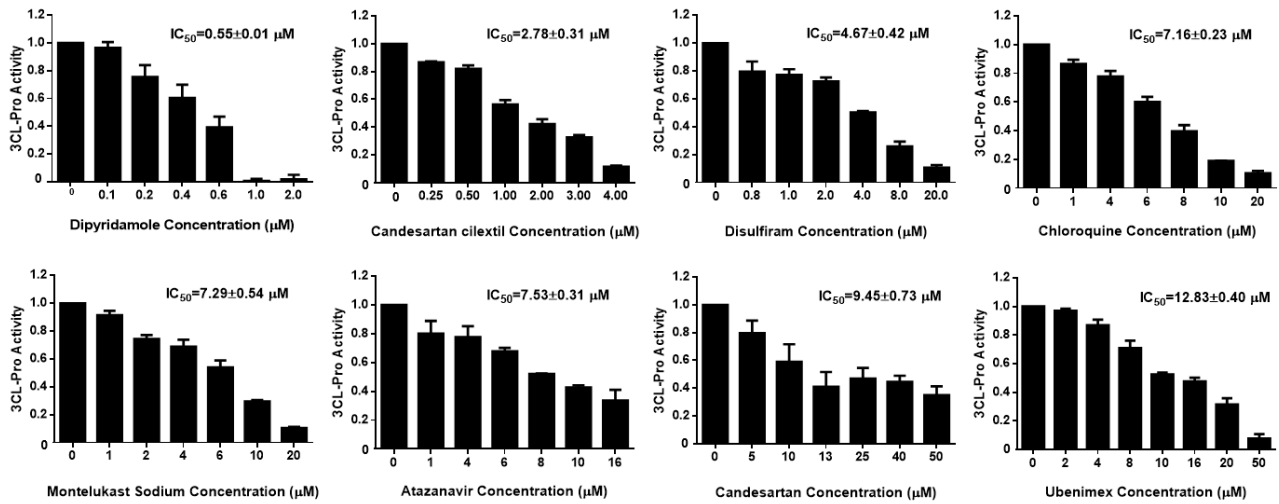 IC50=0.55±0.01 μM
3CL-Pro Activity
1.2
1.0
0.8
0.6
0.4
0.2
0
0 0.1 0.2 0.4 0.6 1.0 2.0
Dipyridamole Concentration (μM)
IC50=2.78±0.31 μM
3CL-Pro Activity
1.2
1.0
0.8
0.6
0.4
0.2
0
0 0.25 0.50 1.00 2.00 3.00 4.00
Candesartan cilextil Concentration (μM)
IC50=4.67±0.42 μM
3CL-Pro Activity
1.2
1.0
0.8
0.6
0.4
0.2
0
0 0.8 1.0 2.0 4.0 8.0 20.0
Disulfiram Concentration (μM)
IC50=7.16±0.23 μM
3CL-Pro Activity
1.2
1.0
0.8
0.6
0.4
0.2
0
0 1 4 6 8 10 20
Chloroquine Concentration (μM)
IC50=7.29±0.54 μM
3CL-Pro Activity
1.2
1.0
0.8
0.6
0.4
0.2
0
0 1 2 4 6 10 20
Montelukast Sodium Concentration (μM)
IC50=7.53±0.31 μM
3CL-Pro Activity
1.2
1.0
0.8
0.6
0.4
0.2
0
0 1 4 6 8 10 16
Atazanavir Concentration (μM)
IC50=9.45±0.73 μM
3CL-Pro Activity
1.2
1.0
0.8
0.6
0.4
0.2
0
0 5 10 13 25 40 50
Candesartan Concentration (μM)
IC50=12.83±0.40 μM
3CL-Pro Activity
1.2
1.0
0.8
0.6
0.4
0.2
0
0 2 4 8 10 16 20 50
Ubenimex Concentration (μM)